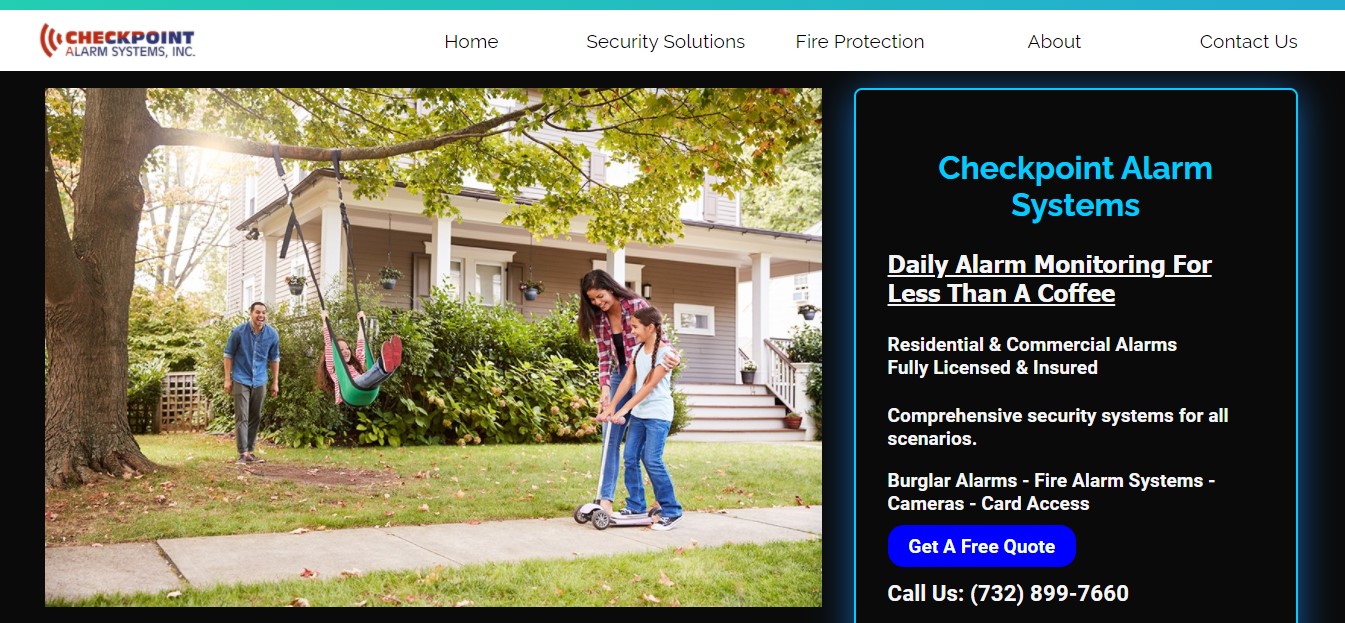 CHECKPOINT
ALARM SYSTEMS, INC.
Home
Security Solutions
Fire Protection
About
Contact Us
Checkpoint Alarm
Systems
Daily Alarm Monitoring For
Less Than A Coffee
Residential & Commercial Alarms
Fully Licensed & Insured
Comprehensive security systems for all
scenarios.
Burglar Alarms - Fire Alarm Systems -
Cameras - Card Access
Get A Free Quote
Call Us: (732) 899-7660